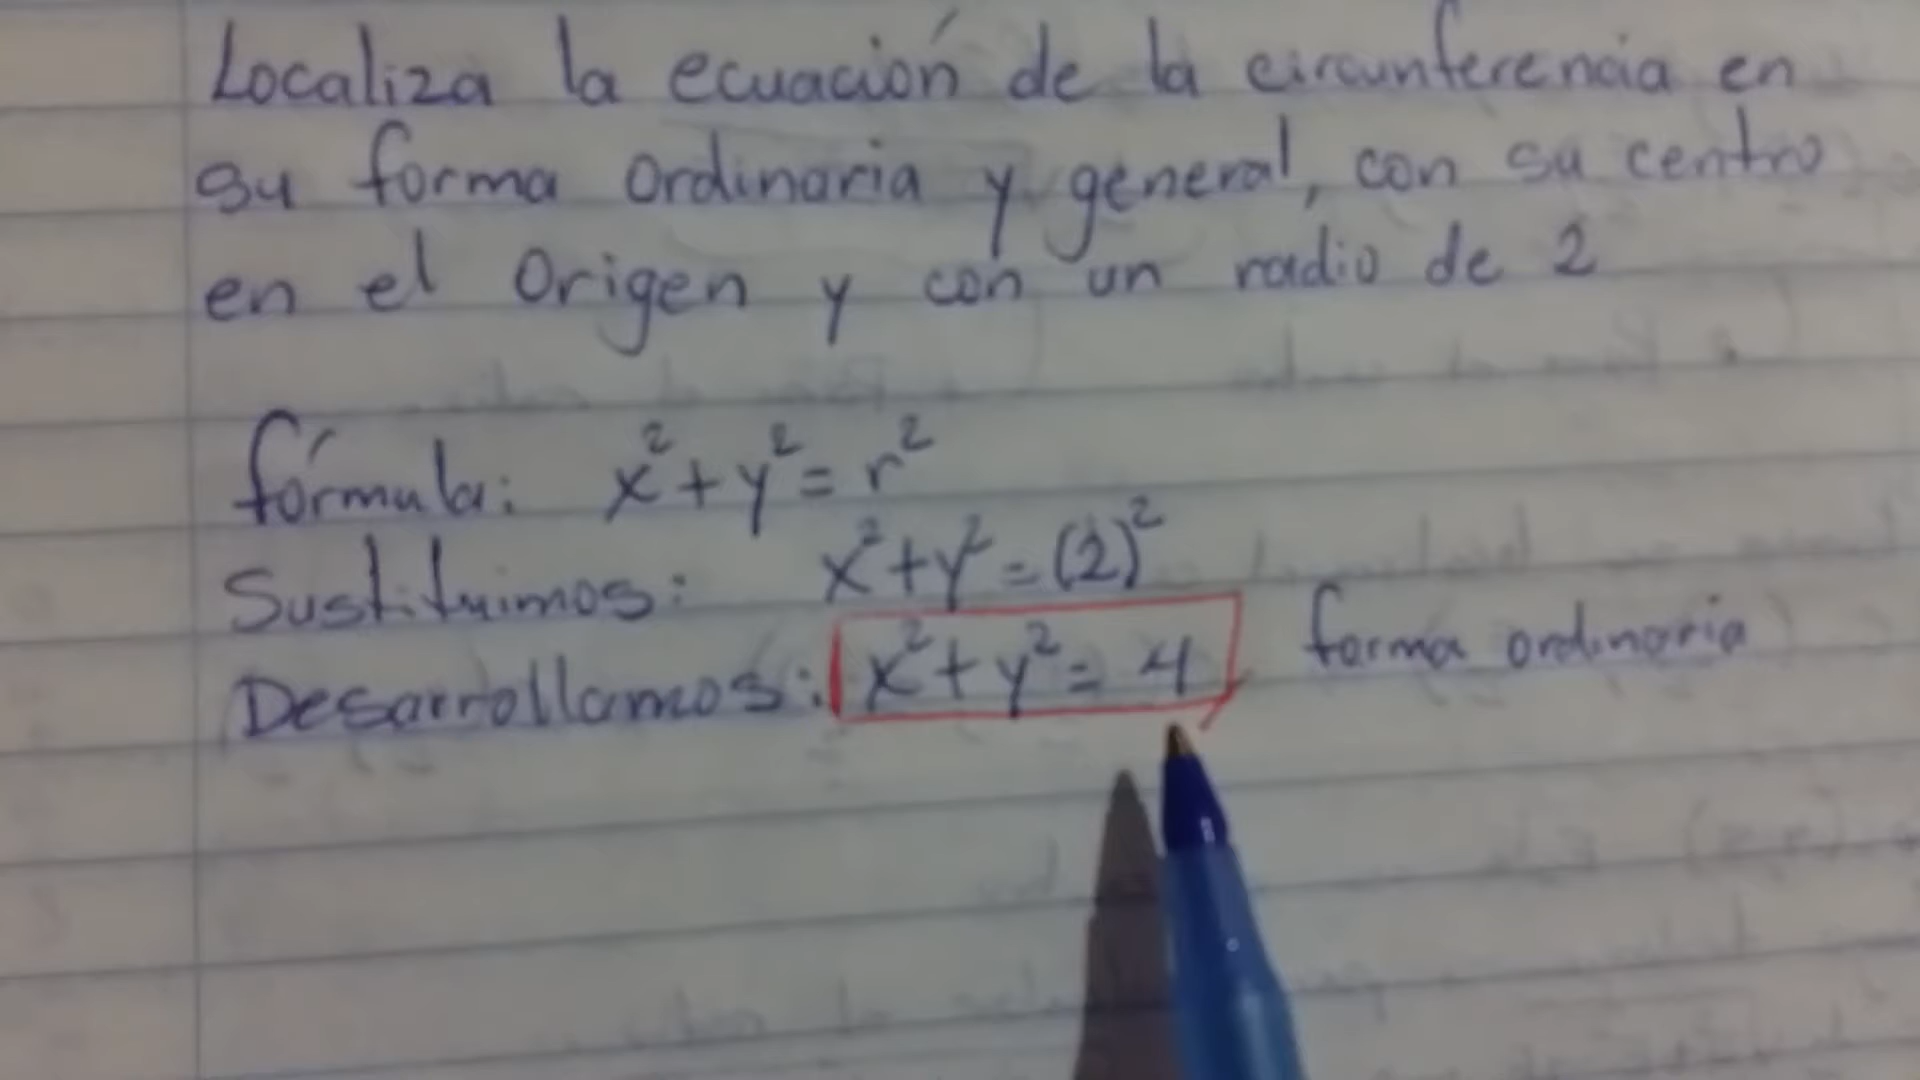 Localiza la ecuación de la circunferencia en
su forma ordinaria y general, con su centro
en el Origen y con un radio de 2
fórmula: x²+y²=r²
Sustituimos: x²+y²=(2)²
Desarrollamos: x²+y²=4 forma ordinaria